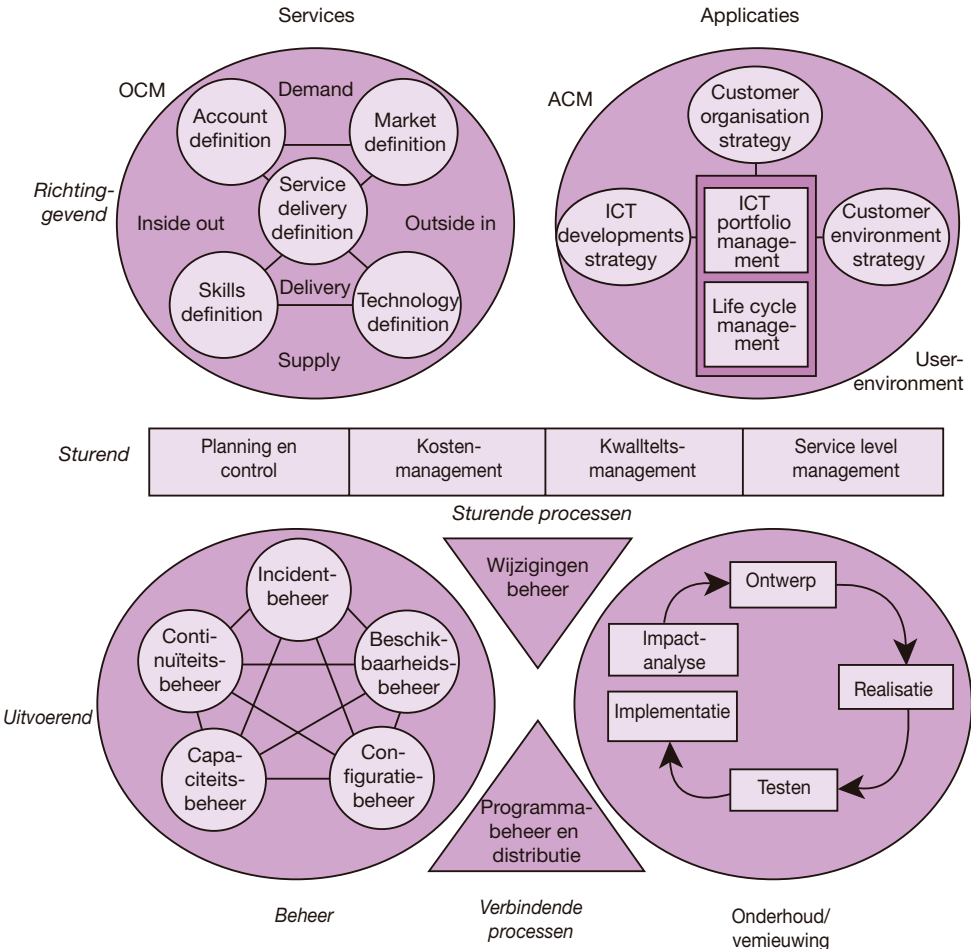 Services
Applicaties
OCM
Demand
Account
definition
Market
definition
Service
delivery
definition
Richting-
gevend
Inside out
Outside in
Skills
definition
Delivery
Technology
definition
Supply
ACM
Customer
organisation
strategy
ICT
developments
strategy
ICT
portfolio
manage-
ment
Customer
environment
strategy
Life cycle
manage-
ment
User-
environment
Sturend
Planning en
control
Kosten-
management
Kwalltelts-
management
Service level
management
Sturende processen
Uitvoerend
Incident-
beheer
Conti-
nuïteits-
beheer
Beschik-
baarheids-
beheer
Capa-
citeits-
beheer
Con-
figuratie-
beheer
Wijzigingen
beheer
Programma-
beheer en
distributie
Ontwerp
Impact-
analyse
Realisatie
Implementatie
Testen
Beheer
Verbindende
processen
Onderhoud/
vemieuwing